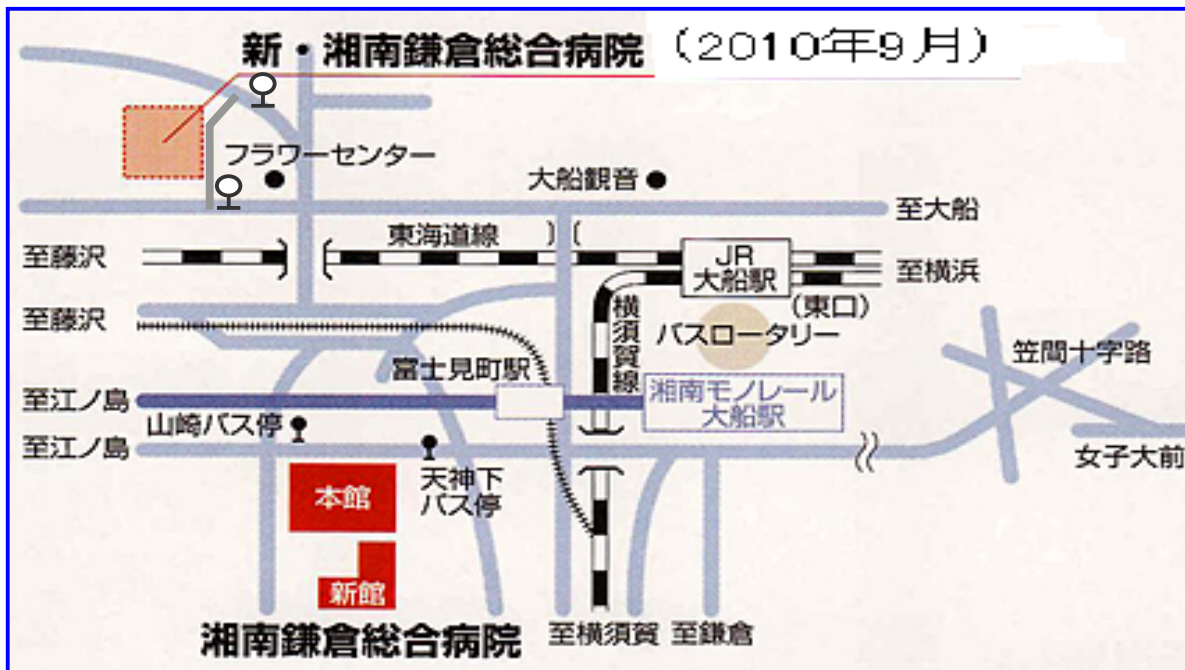 新・湘南鎌倉総合病院 （2010年9月）
フラワーセンター
大船観音
至大船
東海道線
至藤沢
JR
大船駅
至横浜
（東口）
至藤沢
横須賀線
バスロータリー
笠間十字路
富士見町駅
湘南モノレール
大船駅
至江ノ島
山崎バス停
至江ノ島
女子大前
天神下
バス停
本館
新館
湘南鎌倉総合病院
至横須賀
至鎌倉